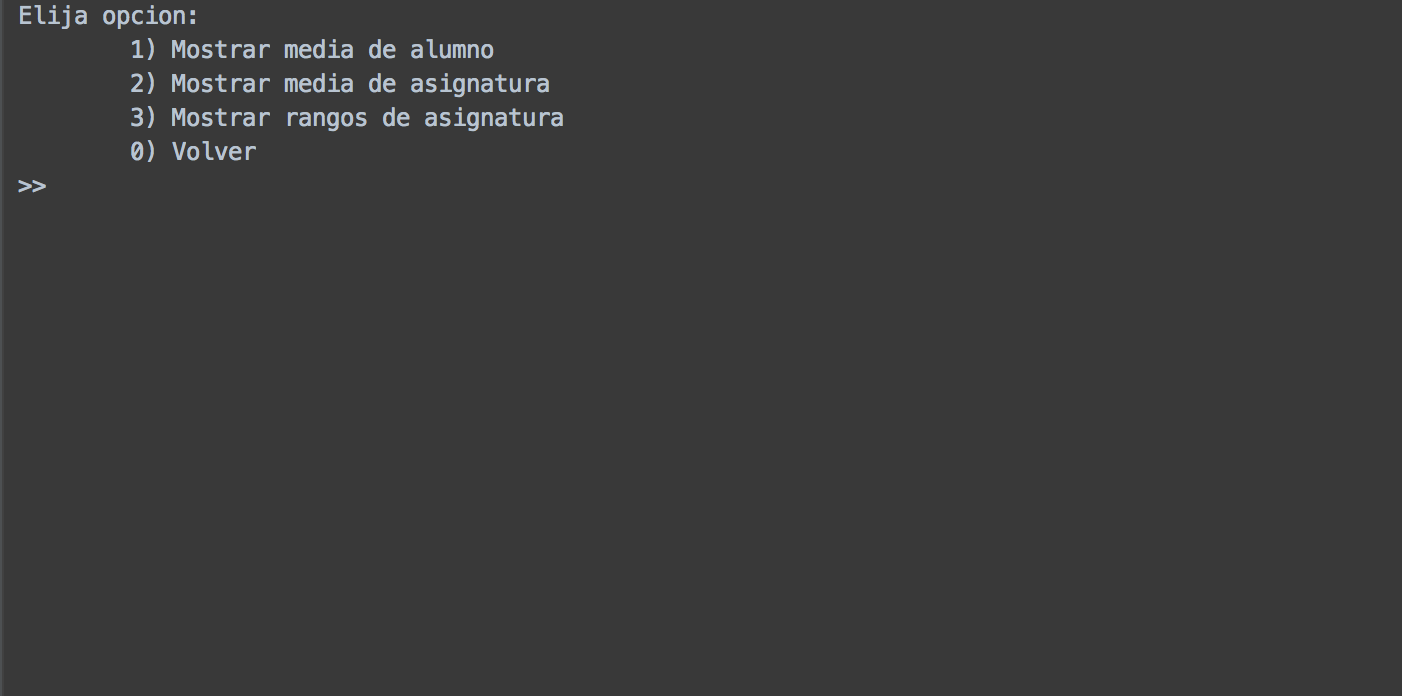 Elija opcion:
1) Mostrar media de alumno
2) Mostrar media de asignatura
3) Mostrar rangos de asignatura
0) Volver
>>